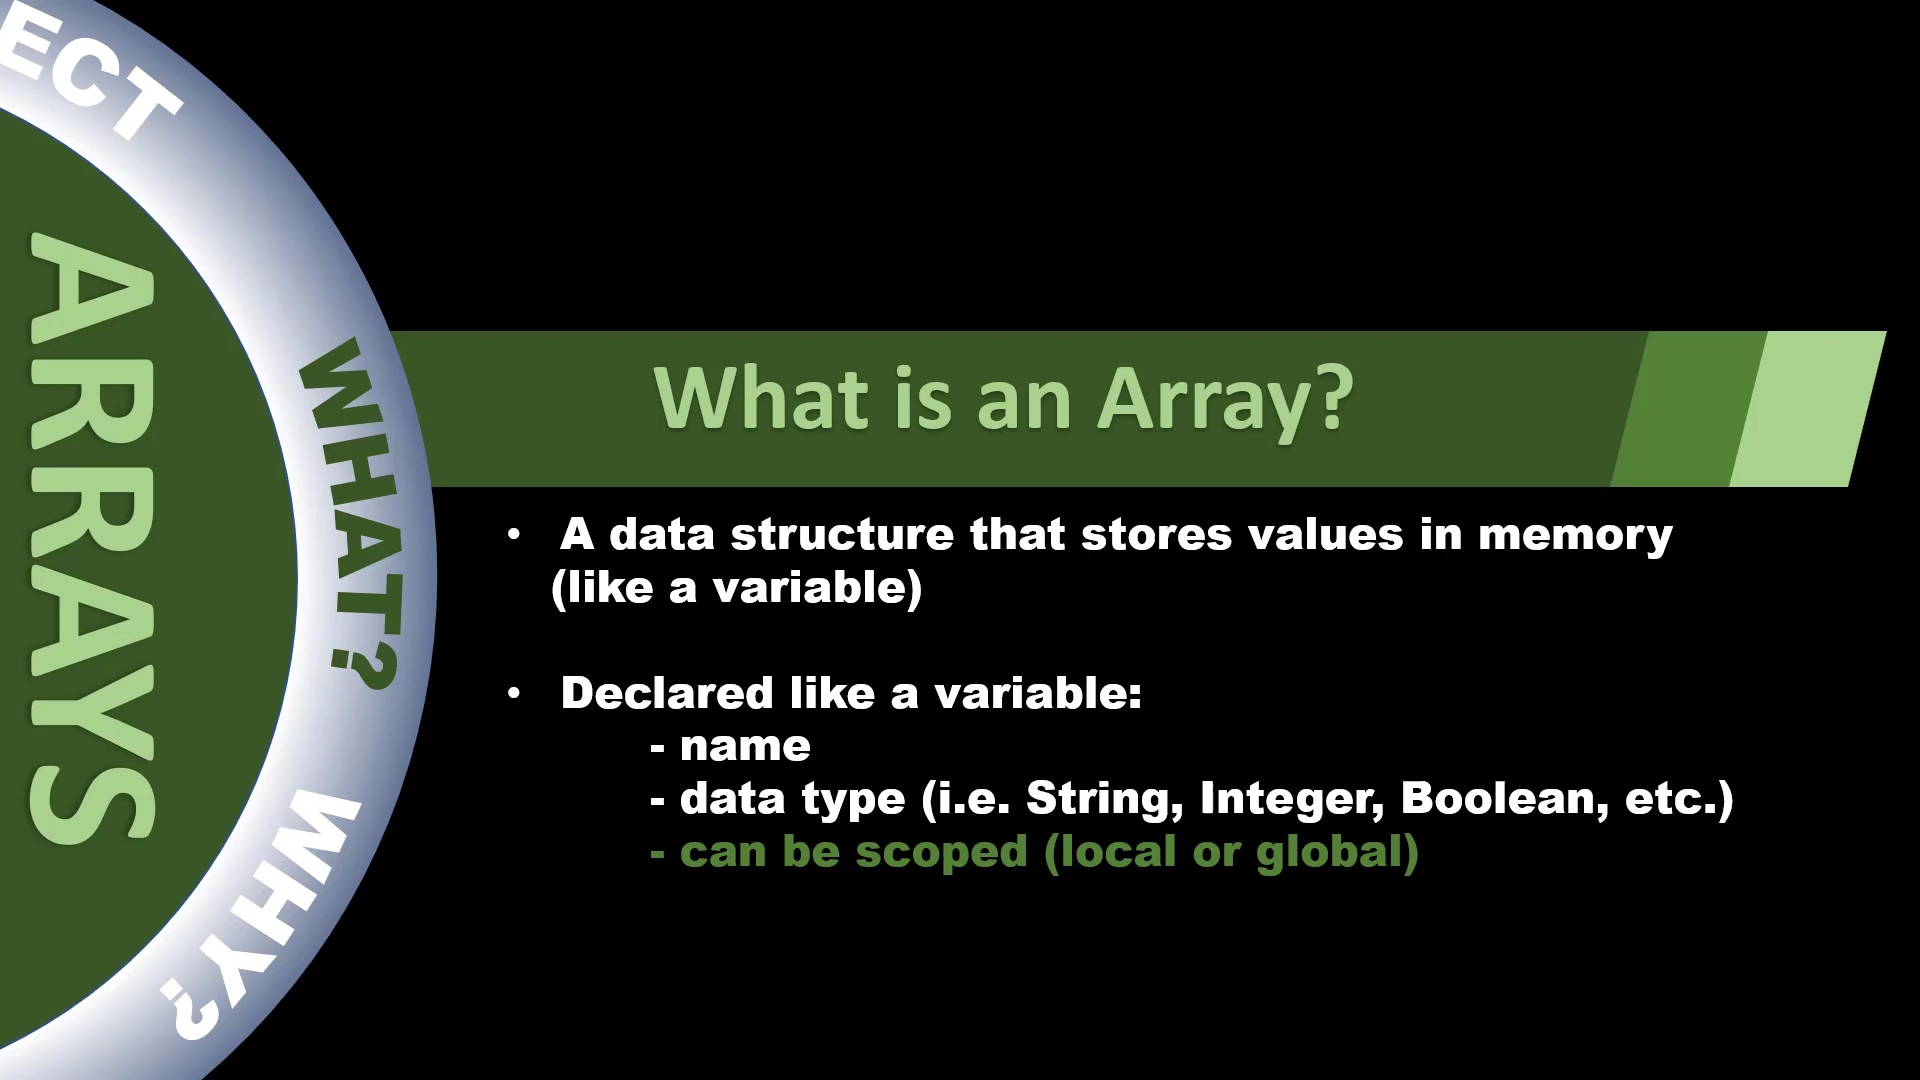 ECT
ARRAYS
WHAT?
WHY?
What is an Array?
• A data structure that stores values in memory
(like a variable)
• Declared like a variable:
- name
- data type (i.e. String, Integer, Boolean, etc.)
- can be scoped (local or global)